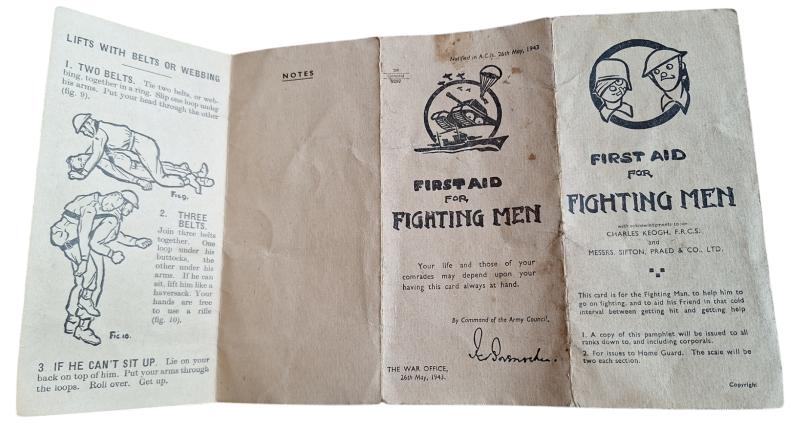 LIFTS WITH BELTS OR WEBBING
1. TWO BELTS. Tie two belts, or web-
bing, together in a ring. Slip one loop under
his arms. Put your head through the other
(fig. 9).
FIG. 9.
2. THREE
BELTS.
Join three belts
together. One
loop under his
buttocks, the
other under his
arms. If he can
sit, lift him like a
haversack. Your
hands are free
to use a rifle
(fig. 10).
FIG. 10.
3 IF HE CAN'T SIT UP. Lie on your
back on top of him. Put your arms through
the loops. Roll over. Get up.
NOTES
Notified in A.C.Is. 26th May, 1943
FIRST AID
FOR
FIGHTING MEN
Your life and those of your
comrades may depend upon your
having this card always at hand.
By Command of the Army Council,
THE WAR OFFICE,
26th May, 1943.
FIRST AID
FOR
FIGHTING MEN
with acknowledgments to
CHARLES KEOGH, F.R.C.S.
and
MESSRS. SIFTON, PRAED & CO., LTD.
This card is for the Fighting Man, to help him to
go on fighting, and to aid his Friend in that cold
interval between getting hit and getting help
1. A copy of this pamphlet will be issued to all
ranks down to, and including corporals.
2. For issues to Home Guard. The scale will be
two each section.
Copyright